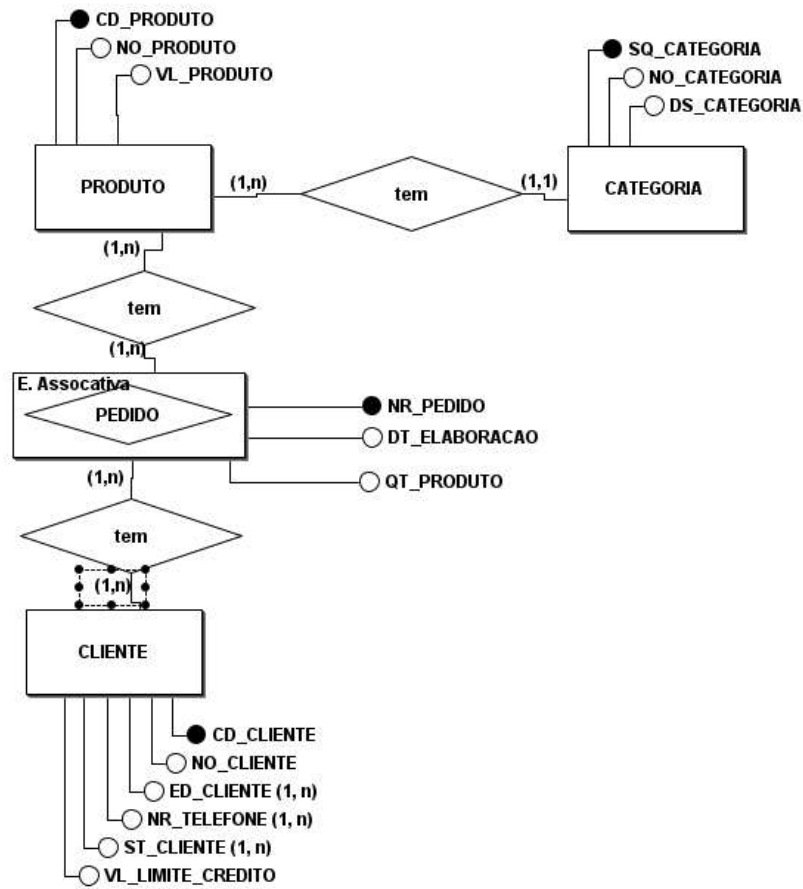 CD_PRODUTO
NO_PRODUTO
VL_PRODUTO
SQ_CATEGORIA
NO_CATEGORIA
DS_CATEGORIA
PRODUTO
(1,n)
tem
(1,1)
CATEGORIA
(1,n)
tem
(1,n)
E. Assocativa
PEDIDO
NR_PEDIDO
DT_ELABORACAO
QT_PRODUTO
(1,n)
tem
(1,n)
CLIENTE
CD_CLIENTE
NO_CLIENTE
ED_CLIENTE (1, n)
NR_TELEFONE (1, n)
ST_CLIENTE (1, n)
VL_LIMITE_CREDITO